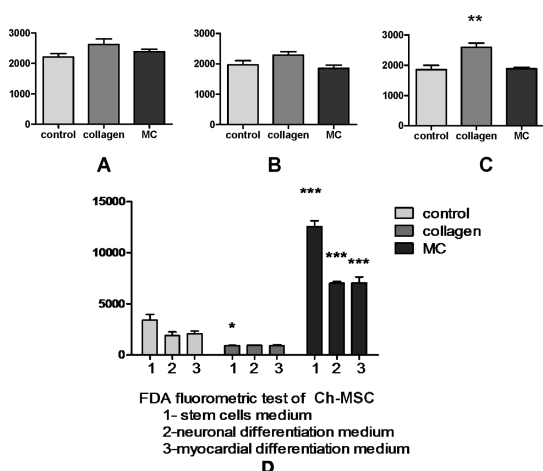 3000
2000
1000
0
control collagen MC
A
3000
2000
1000
0
control collagen MC
B
**
3000
2000
1000
0
control collagen MC
C
15000
10000
5000
0
*
***
***
***
1 2 3 1 2 3 1 2 3
control
collagen
MC
FDA fluorometric test of Ch-MSC
1- stem cells medium
2-neuronal differentiation medium
3-myocardial differentiation medium
D